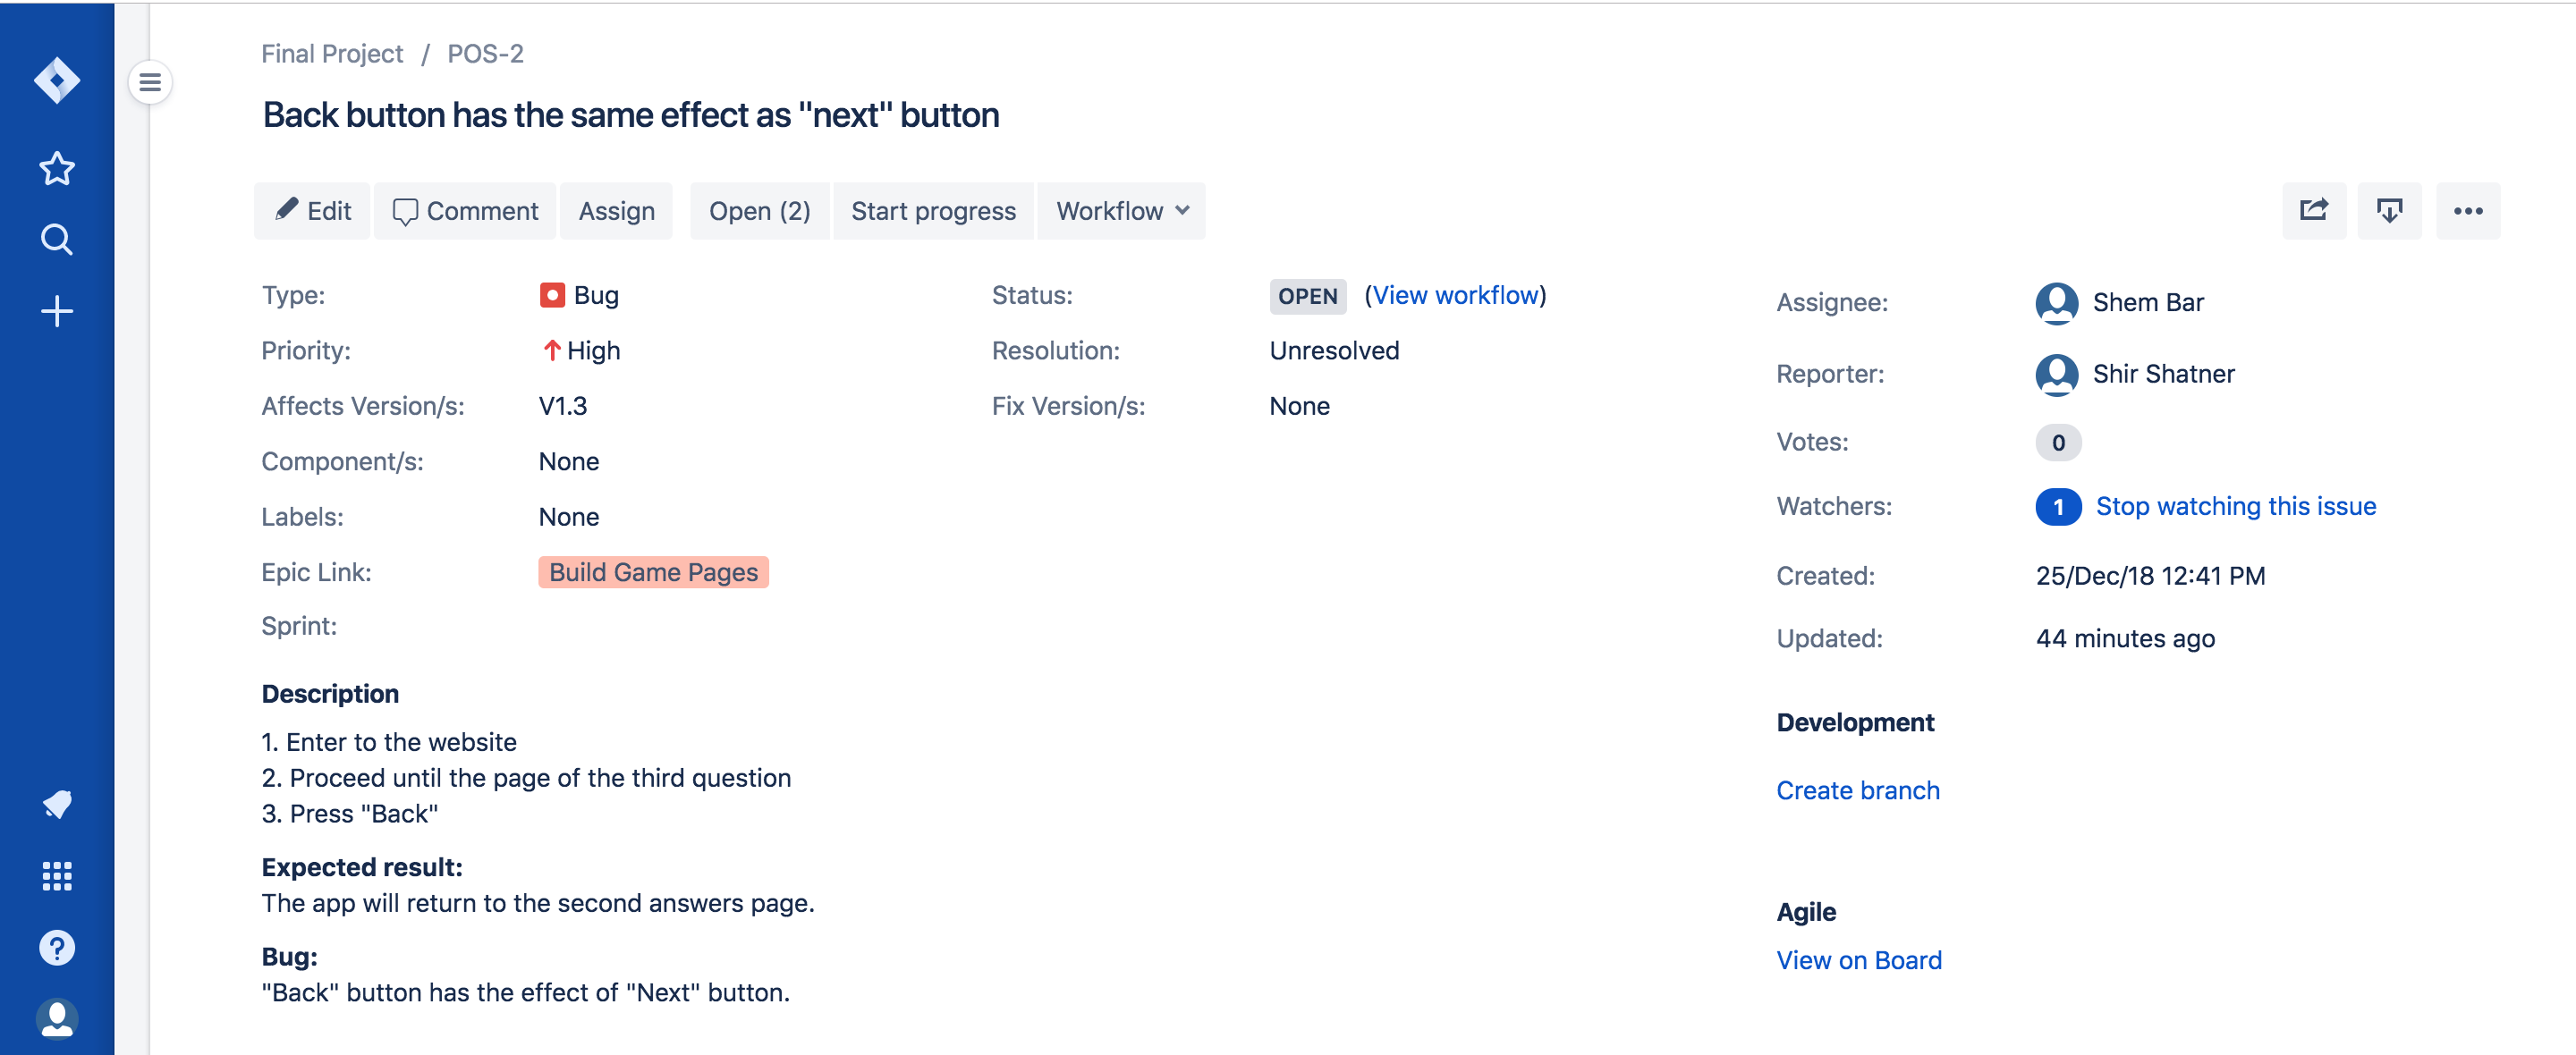 Final Project / POS-2
Back button has the same effect as "next" button
Edit Comment Assign Open (2) Start progress Workflow
Type: Bug
Priority: High
Affects Version/s: V1.3
Component/s: None
Labels: None
Epic Link: Build Game Pages
Sprint:
Status: OPEN (View workflow)
Resolution: Unresolved
Fix Version/s: None
Description
1. Enter to the website
2. Proceed until the page of the third question
3. Press "Back"
Expected result:
The app will return to the second answers page.
Bug:
"Back" button has the effect of "Next" button.
Assignee: Shem Bar
Reporter: Shir Shatner
Votes: 0
Watchers: 1 Stop watching this issue
Created: 25/Dec/18 12:41 PM
Updated: 44 minutes ago
Development
Create branch
Agile
View on Board